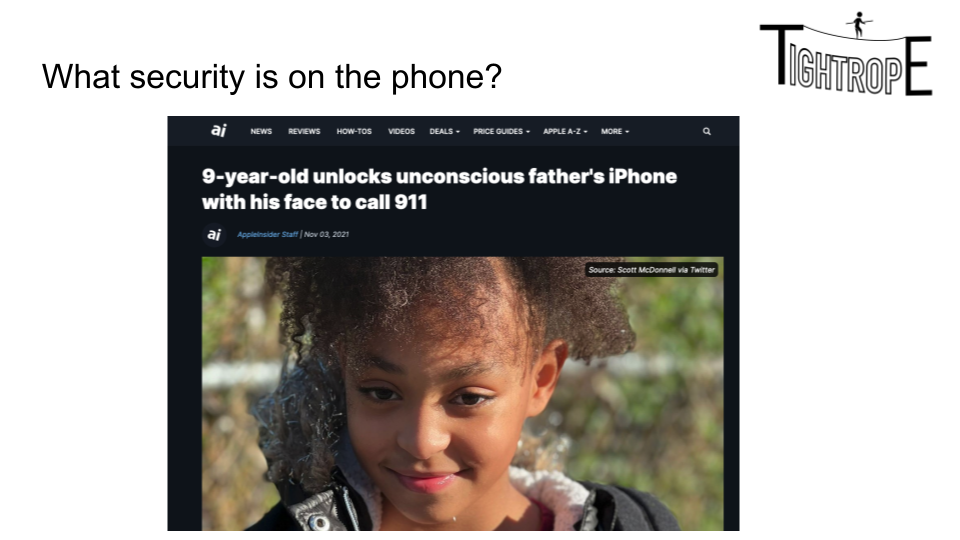 What security is on the phone?
TIGHTROPE
ai NEWS REVIEWS HOW-TOS VIDEOS DEALS PRICE GUIDES APPLE A-Z MORE
9-year-old unlocks unconscious father's iPhone
with his face to call 911
ai AppleInsider Staff | Nov 03, 2021
Source: Scott McDonnell via Twitter